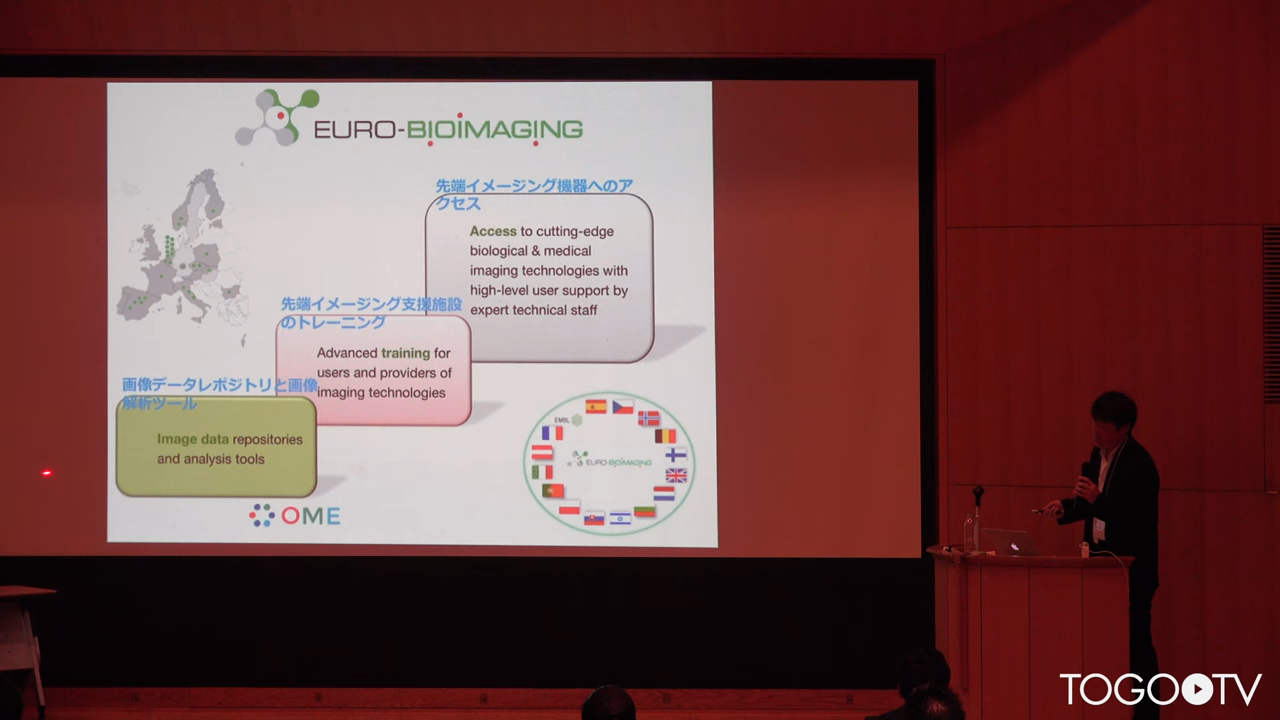 EURO-BIOIMAGING
先端イメージング機器へのア
クセス
Access to cutting-edge
biological & medical
imaging technologies with
high-level user support by
expert technical staff
先端イメージング支援施設
のトレーニング
Advanced training for
users and providers of
imaging technologies
画像データレポジトリと画像
解析ツール
Image data repositories
and analysis tools
OME
EMBL
EURO-BIOIMAGING
TOGOTV